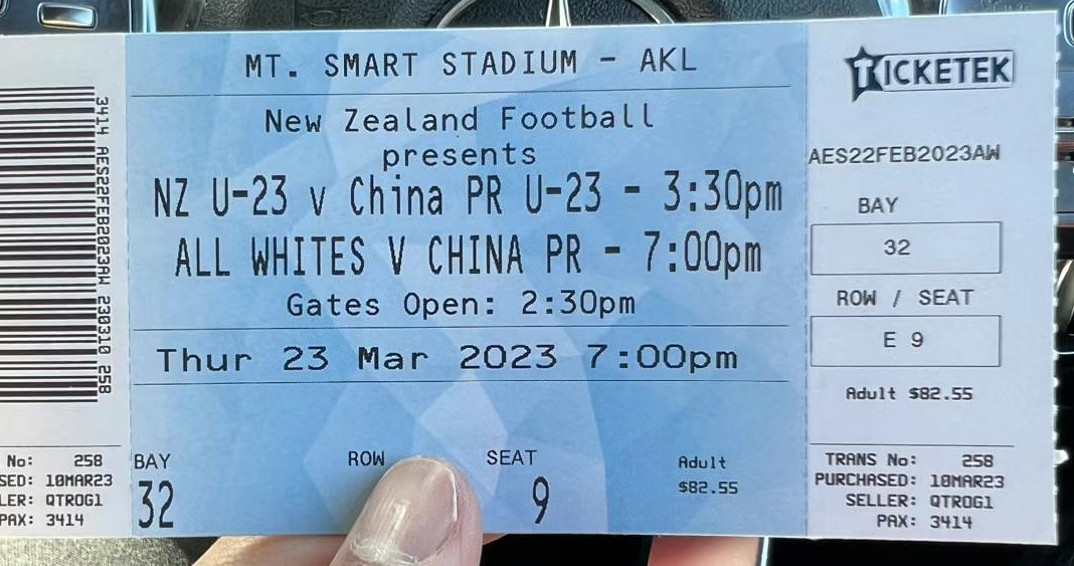 MT. SMART STADIUM - AKL
New Zealand Football
presents
NZ U-23 v China PR U-23 - 3:30pm
ALL WHITES V CHINA PR - 7:00pm
Gates Open: 2:30pm
Thur 23 Mar 2023 7:00pm
BAY ROW SEAT Adult
32 9 $82.55
3414 AES22FEB2023AW 230310 258
No: 258
SED: 10MAR23
LER: QTROG1
PAX: 3414
TICKETEK
AES22FEB2023AW
BAY
32
ROW / SEAT
E 9
Adult $82.55
TRANS No: 258
PURCHASED: 10MAR23
SELLER: QTROG1
PAX: 3414